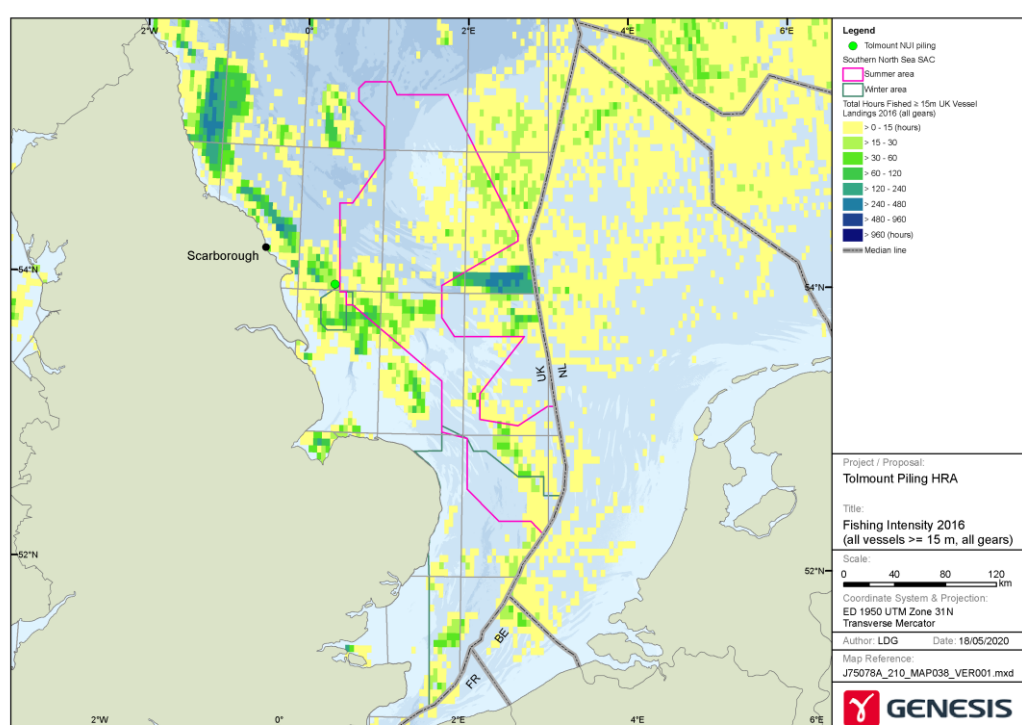 2°W
0°
2°E
4°E
6°E
Scarborough
54°N
54°N
52°N
52°N
UK
NL
BE
FR
2°W
0°
2°E
4°E
6°E
Legend
Tolmount NUI piling
Southern North Sea SAC
Summer area
Winter area
Total Hours Fished ≥ 15m UK Vessel
Landings 2016 (all gears)
> 0 - 15 (hours)
> 15 - 30
> 30 - 60
> 60 - 120
> 120 - 240
> 240 - 480
> 480 - 960
> 960 (hours)
Median line
Project / Proposal:
Tolmount Piling HRA
Title:
Fishing Intensity 2016
(all vessels >= 15 m, all gears)
Scale:
0 40 80 120
km
Coordinate System & Projection:
ED 1950 UTM Zone 31N
Transverse Mercator
Author: LDG Date: 18/05/2020
Map Reference:
J75078A_210_MAP038_VER001.mxd
GENESIS